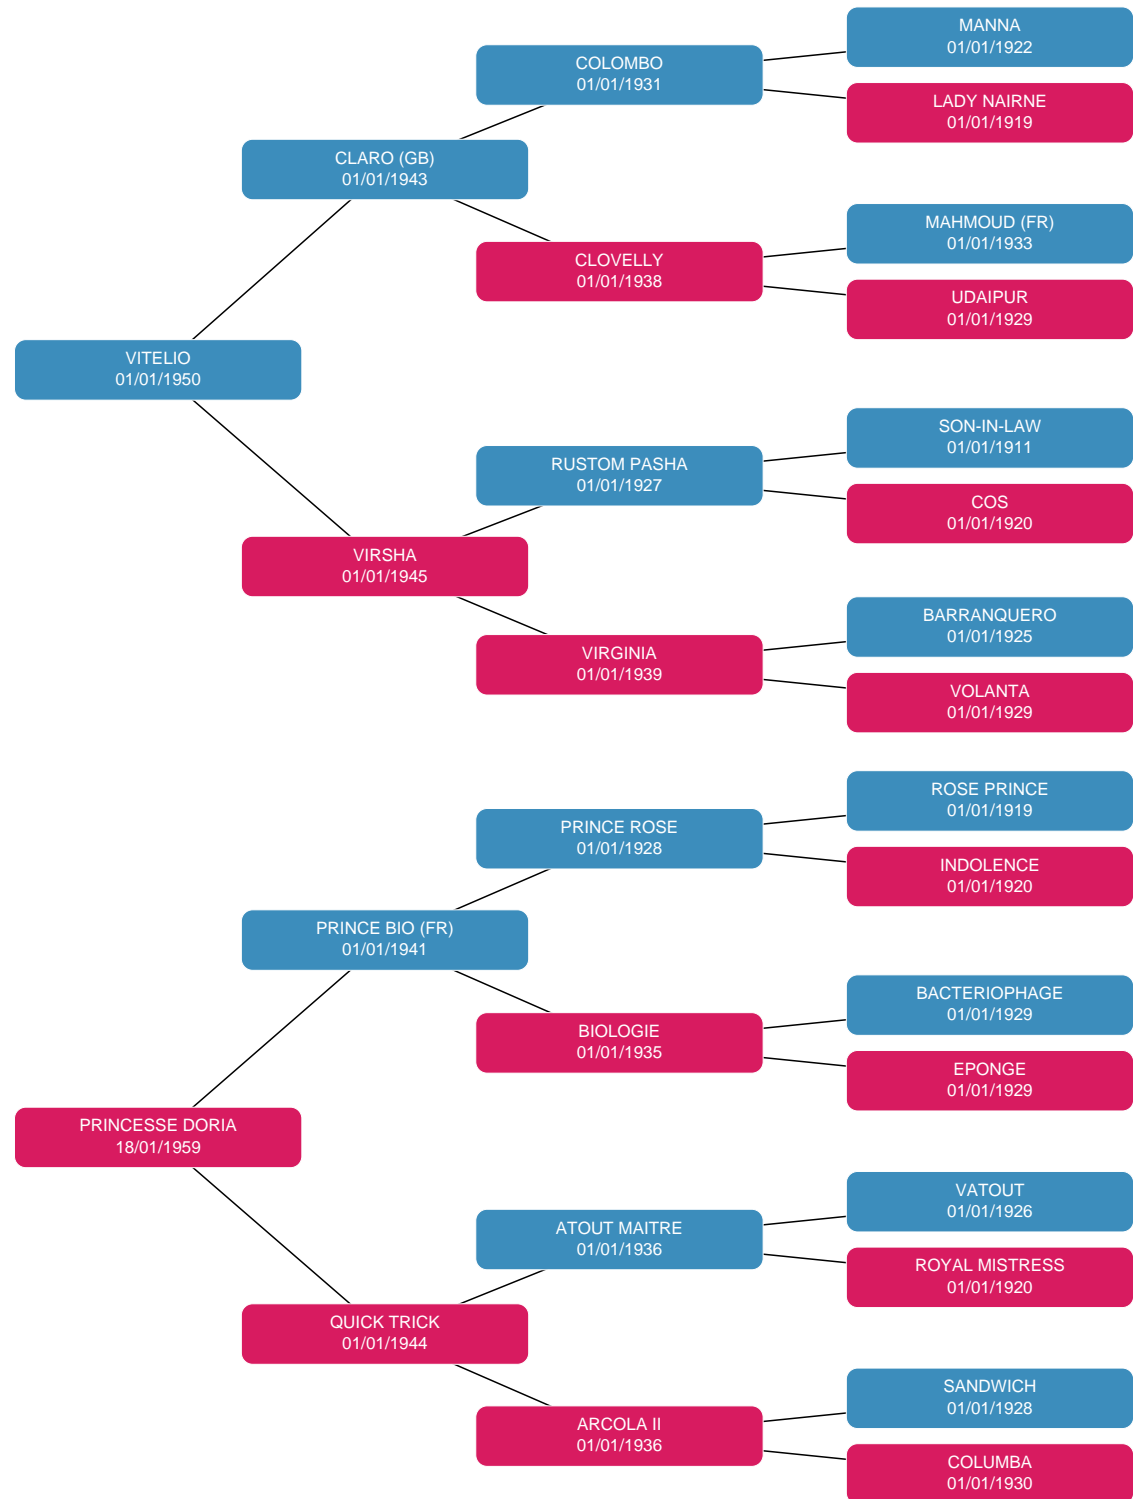 MANNA
01/01/1922
COLOMBO
01/01/1931
LADY NAIRNE
01/01/1919
CLARO (GB)
01/01/1943
MAHMOUD (FR)
01/01/1933
CLOVELLY
01/01/1938
UDAIPUR
01/01/1929
VITELIO
01/01/1950
SON-IN-LAW
01/01/1911
RUSTOM PASHA
01/01/1927
COS
01/01/1920
VIRSHA
01/01/1945
BARRANQUERO
01/01/1925
VIRGINIA
01/01/1939
VOLANTA
01/01/1929
ROSE PRINCE
01/01/1919
PRINCE ROSE
01/01/1928
INDOLENCE
01/01/1920
PRINCE BIO (FR)
01/01/1941
BACTERIOPHAGE
01/01/1929
BIOLOGIE
01/01/1935
EPONGE
01/01/1929
PRINCESSE DORIA
18/01/1959
VATOUT
01/01/1926
ATOUT MAITRE
01/01/1936
ROYAL MISTRESS
01/01/1920
QUICK TRICK
01/01/1944
SANDWICH
01/01/1928
ARCOLA II
01/01/1936
COLUMBA
01/01/1930